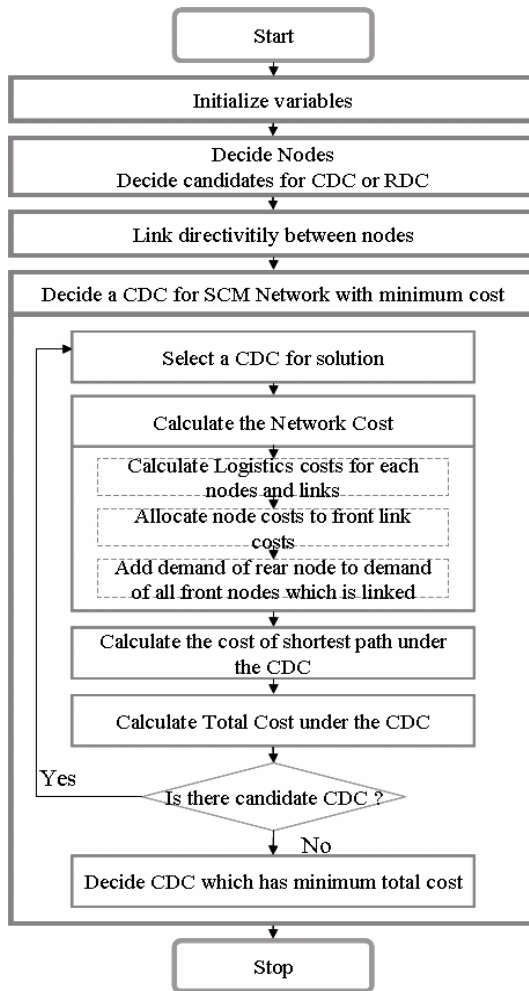 Start
Initialize variables
Decide Nodes
Decide candidates for CDC or RDC
Link directivitily between nodes
Decide a CDC for SCM Network with minimum cost
Select a CDC for solution
Calculate the Network Cost
Calculate Logistics costs for each
nodes and links
Allocate node costs to front link
costs
Add demand of rear node to demand
of all front nodes which is linked
Calculate the cost of shortest path under
the CDC
Calculate Total Cost under the CDC
Yes
Is there candidate CDC ?
No
Decide CDC which has minimum total cost
Stop